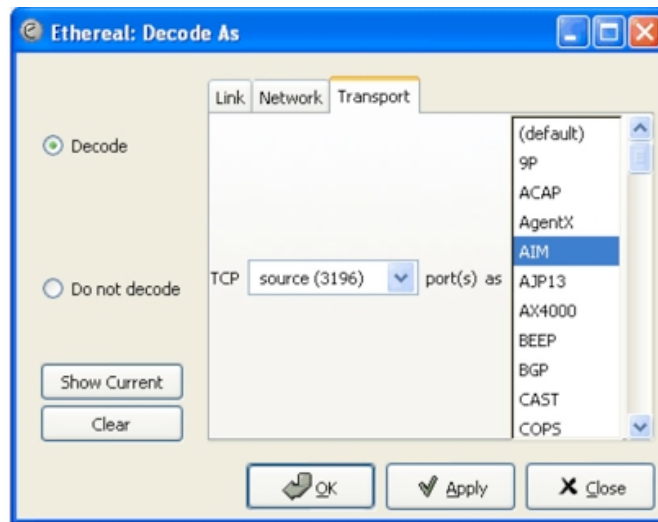 Ethereal: Decode As
Link Network Transport
Decode
Do not decode
Show Current
Clear
TCP source (3196) port(s) as
(default)
9P
ACAP
AgentX
AIM
AJP13
AX4000
BEEP
BGP
CAST
COPS
OK Apply Close